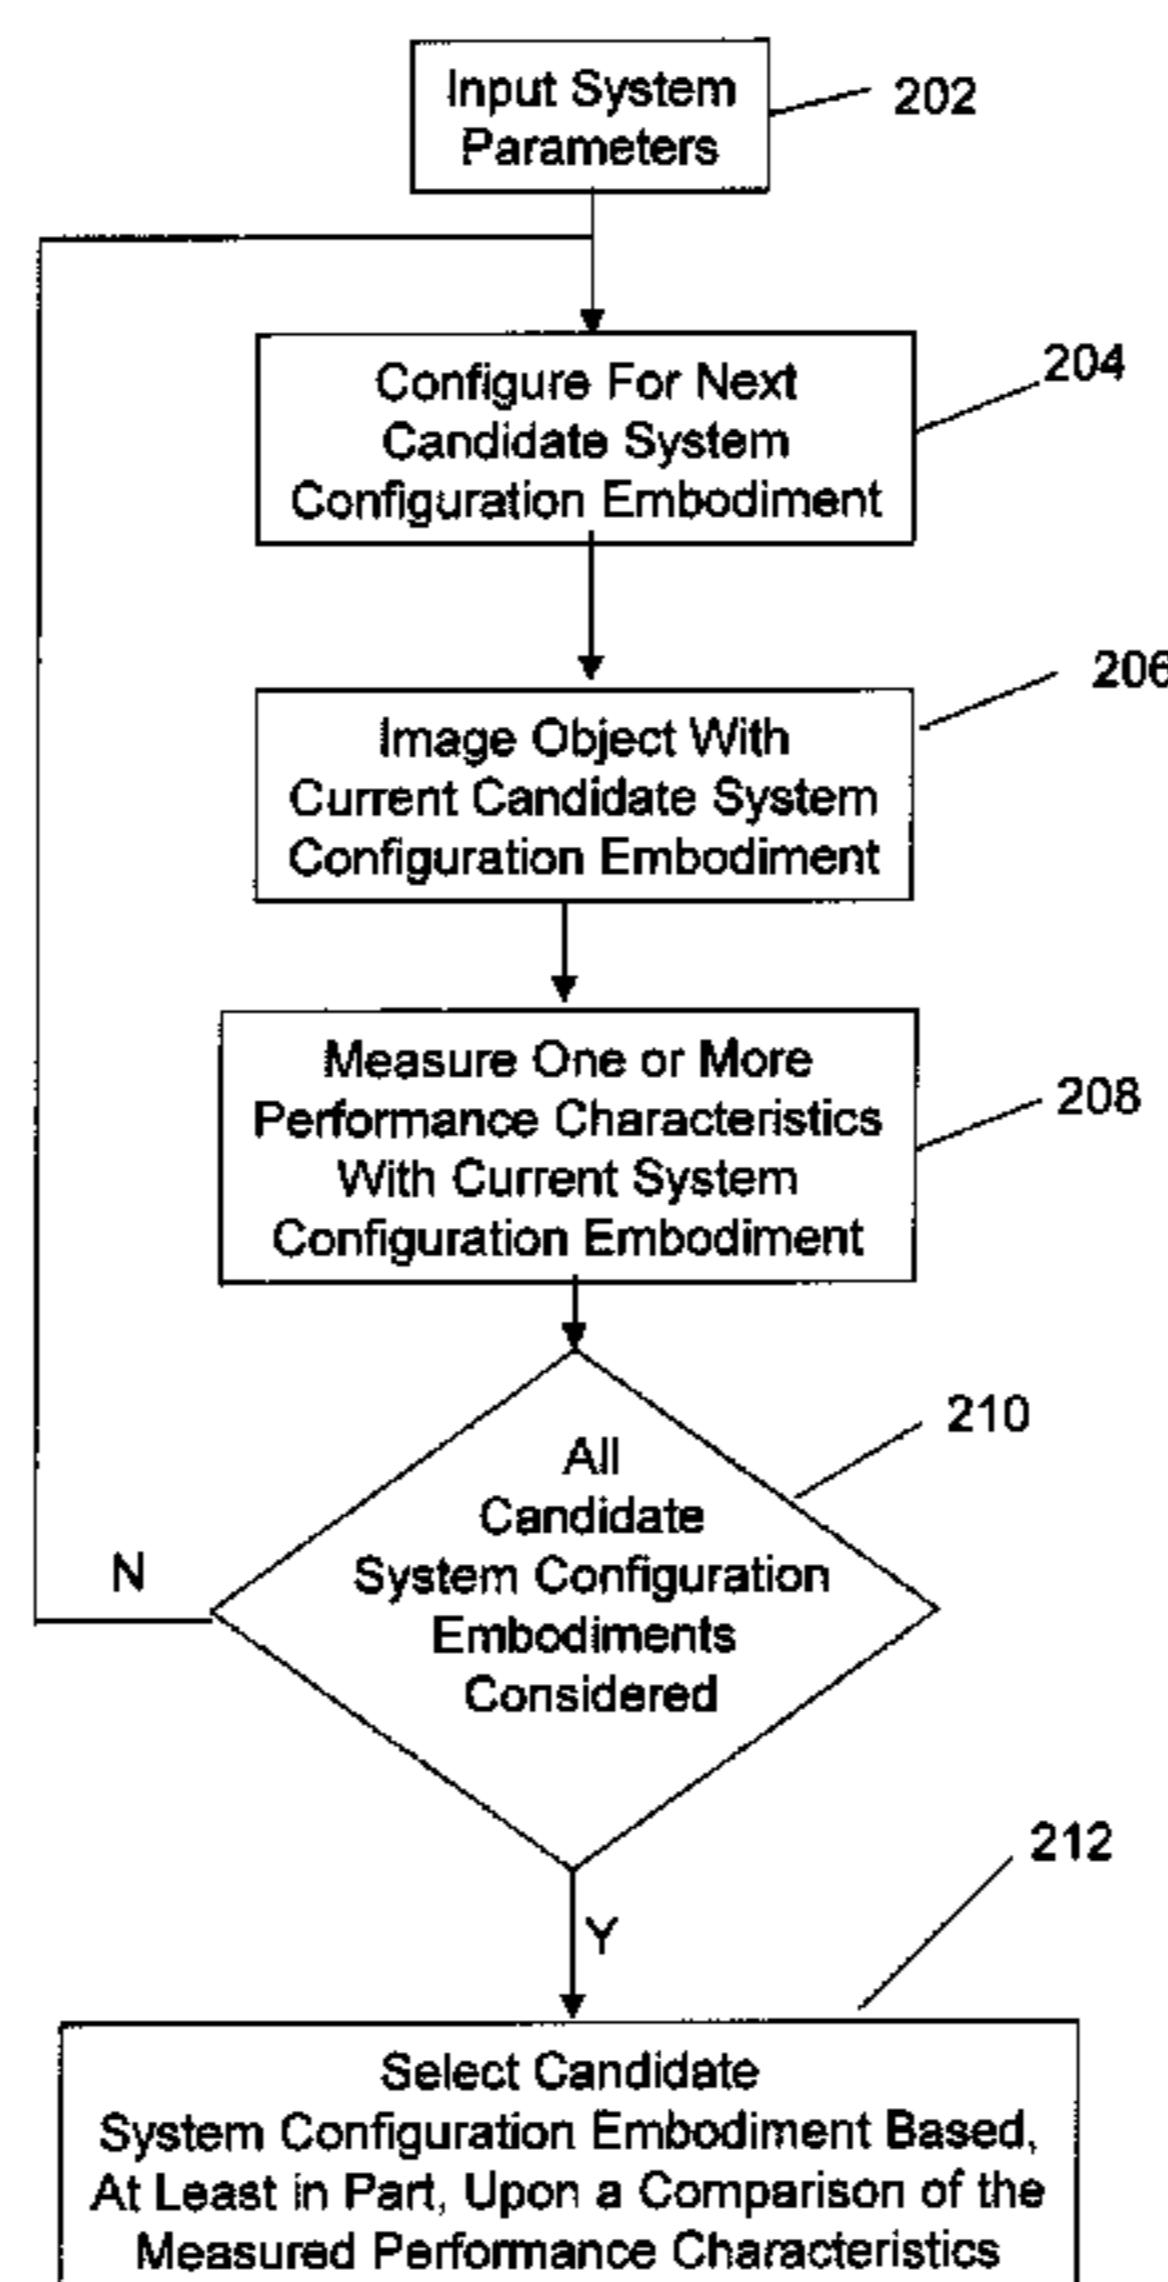 Input System
Parameters
202
Configure For Next
Candidate System
Configuration Embodiment
204
Image Object With
Current Candidate System
Configuration Embodiment
206
Measure One or More
Performance Characteristics
With Current System
Configuration Embodiment
208
All
Candidate
System Configuration
Embodiments
Considered
210
N
Y
212
Select Candidate
System Configuration Embodiment Based,
At Least in Part, Upon a Comparison of the
Measured Performance Characteristics